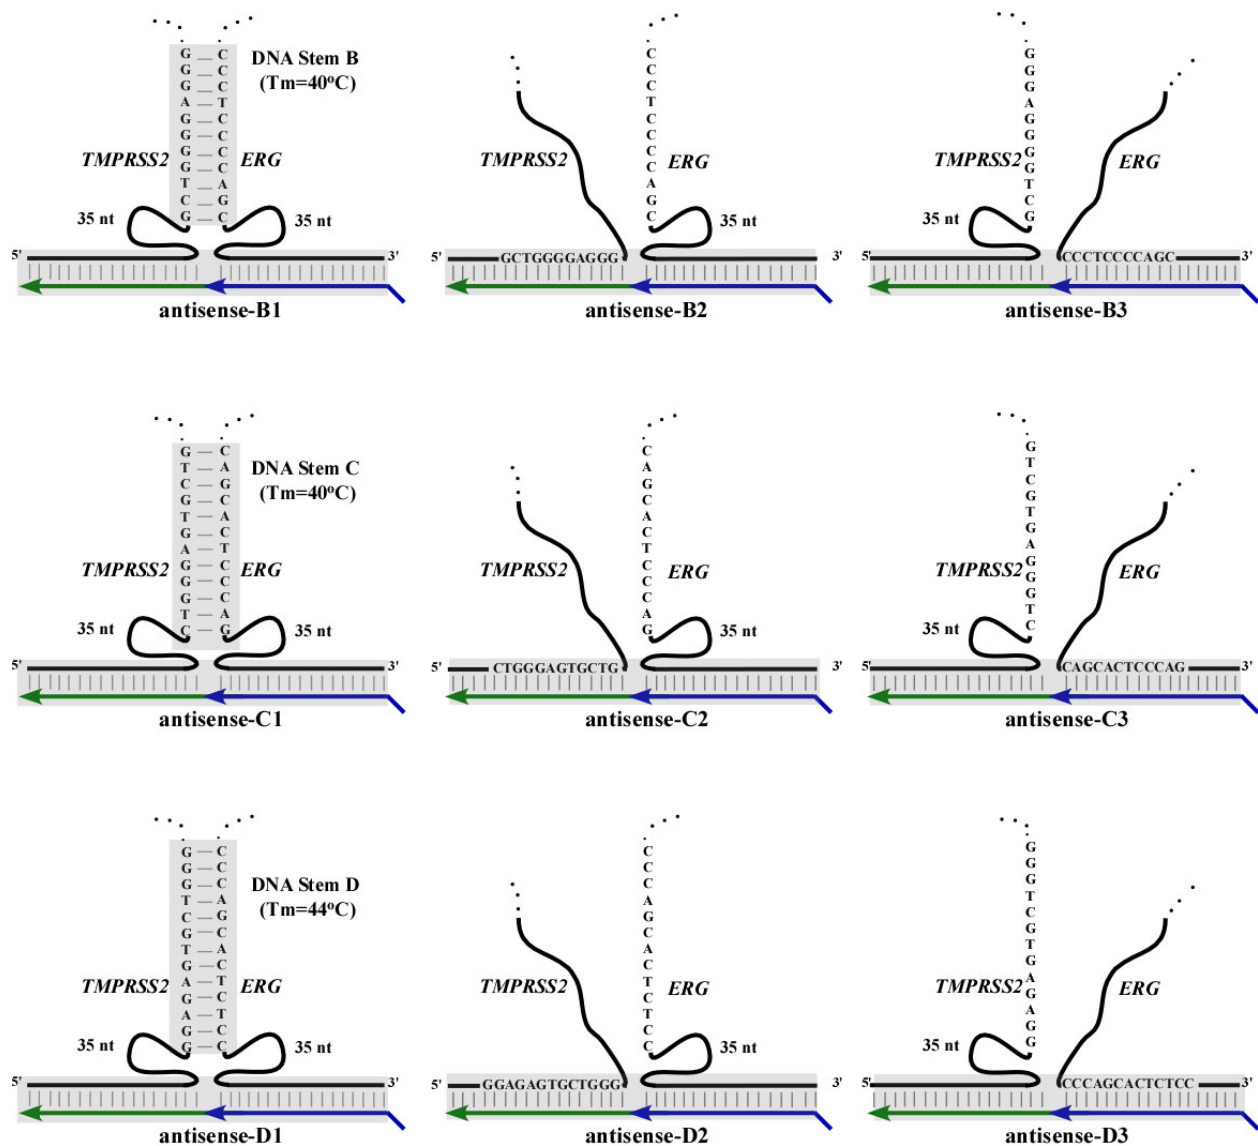 GGGAGGGGTCG
CCCTCCCCAGC
DNA Stem B
(Tm=40°C)
TMPRSS2
ERG
35 nt
35 nt
5'
3'
antisense-B1
CCCTCCCCAGC
TMPRSS2
ERG
35 nt
GCTGGGGAGGG
3'
antisense-B2
GGGAGGGGTCG
TMPRSS2
ERG
35 nt
5'
CCCTCCCCAGC
3'
antisense-B3
GTCGTGAGGGTC
CAGCACTCCCAG
DNA Stem C
(Tm=40°C)
TMPRSS2
ERG
35 nt
35 nt
5'
3'
antisense-C1
CAGCACTCCCAG
TMPRSS2
ERG
35 nt
CTGGGAGTGCTG
3'
antisense-C2
GTCGTGAGGGTC
TMPRSS2
ERG
35 nt
5'
CAGCACTCCCAG
3'
antisense-C3
GGGTCGTGAGAGG
CCCAGCACTCTCC
DNA Stem D
(Tm=44°C)
TMPRSS2
ERG
35 nt
35 nt
5'
3'
antisense-D1
CCCAGCACTCTCC
TMPRSS2
ERG
35 nt
GGAGAGTGCTGGG
3'
antisense-D2
GGGTCGTGAGAGG
TMPRSS2
ERG
35 nt
5'
CCCAGCACTCTCC
3'
antisense-D3